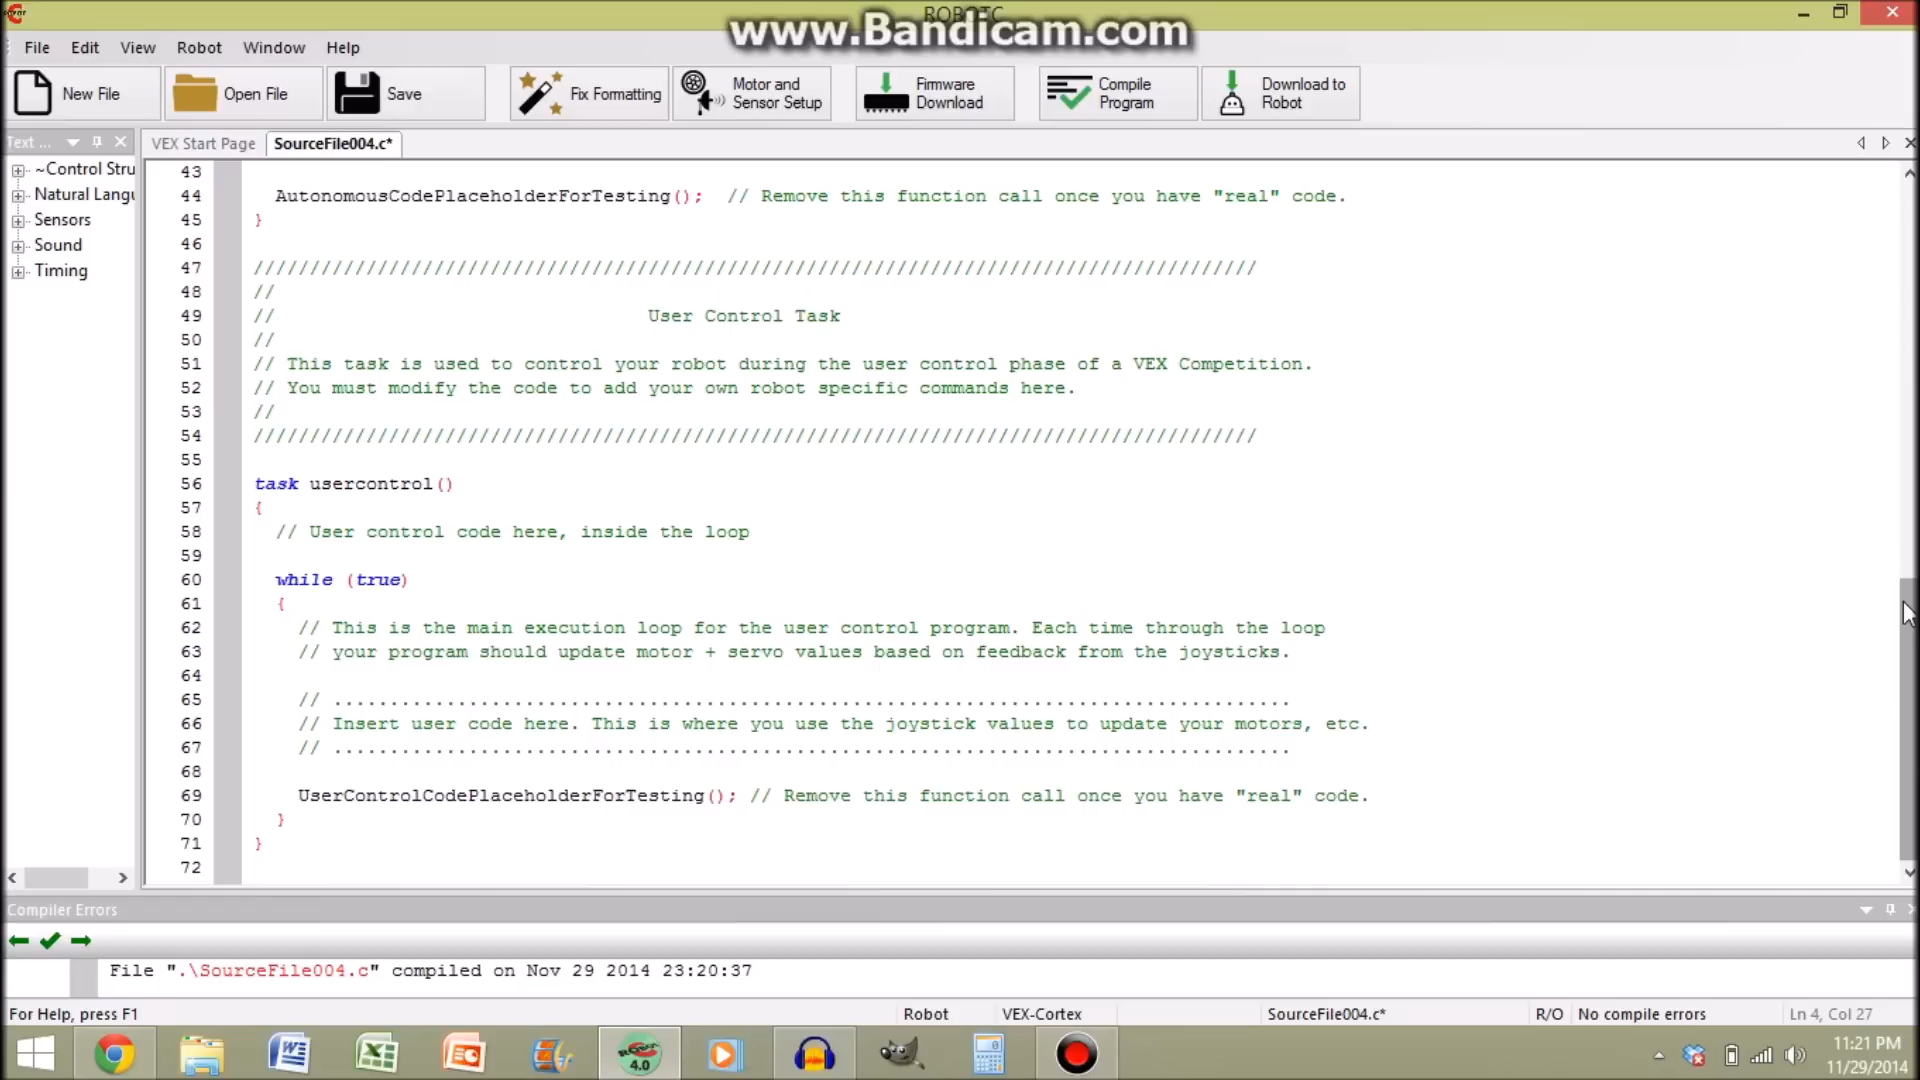 ROBOTC
www.Bandicam.com
File Edit View Robot Window Help
New File Open File Save Fix Formatting Motor and Sensor Setup Firmware Download Compile Program Download to Robot
Text ... VEX Start Page SourceFile004.c*
~Control Stru
Natural Langu
Sensors
Sound
Timing
43
44 AutonomousCodePlaceholderForTesting(); // Remove this function call once you have "real" code.
45 }
46
47 /////////////////////////////////////////////////////////////////////////////////////////
48 //
49 // User Control Task
50 //
51 // This task is used to control your robot during the user control phase of a VEX Competition.
52 // You must modify the code to add your own robot specific commands here.
53 //
54 /////////////////////////////////////////////////////////////////////////////////////////
55
56 task usercontrol()
57 {
58 // User control code here, inside the loop
59
60 while (true)
61 {
62 // This is the main execution loop for the user control program. Each time through the loop
63 // your program should update motor + servo values based on feedback from the joysticks.
64
65 // .....................................................................................
66 // Insert user code here. This is where you use the joystick values to update your motors, etc.
67 // .....................................................................................
68
69 UserControlCodePlaceholderForTesting(); // Remove this function call once you have "real" code.
70 }
71 }
72
Compiler Errors
File ".\SourceFile004.c" compiled on Nov 29 2014 23:20:37
For Help, press F1 Robot VEX-Cortex SourceFile004.c* R/O No compile errors Ln 4, Col 27
4.0
11:21 PM
11/29/2014